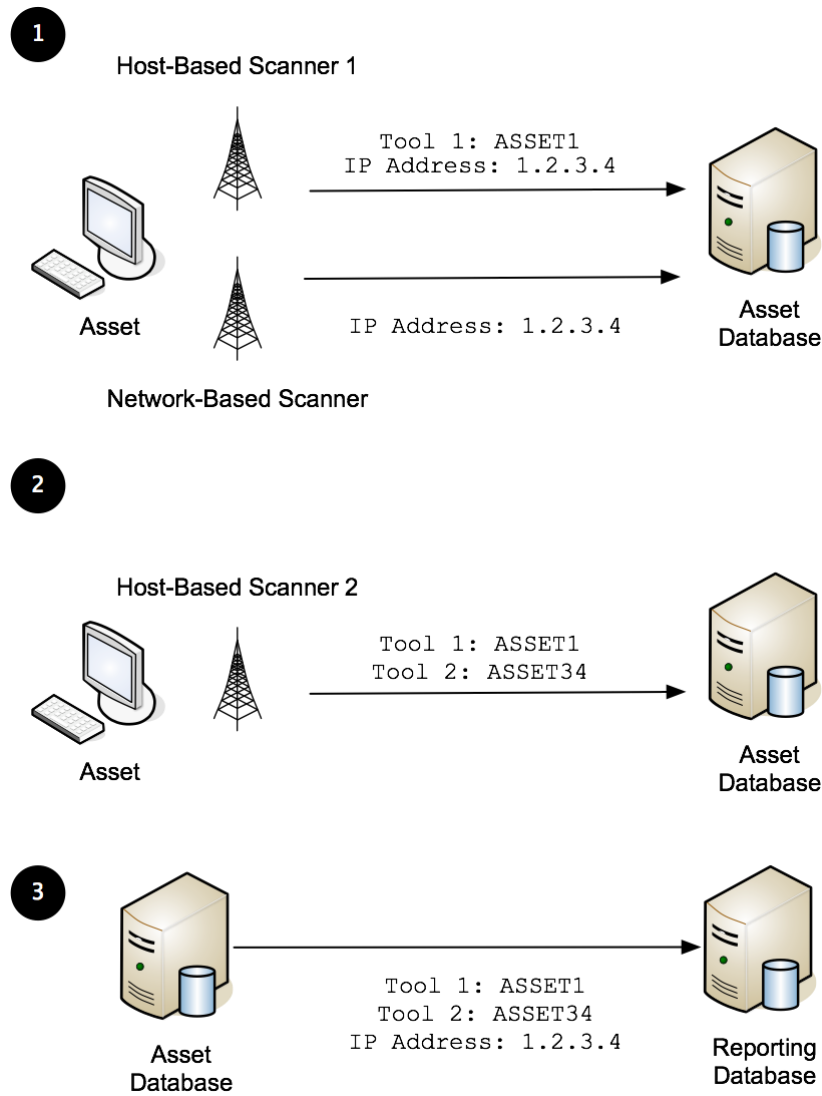 1
Host-Based Scanner 1
Tool 1: ASSET1
IP Address: 1.2.3.4
Asset
IP Address: 1.2.3.4
Asset
Database
Network-Based Scanner
2
Host-Based Scanner 2
Tool 1: ASSET1
Tool 2: ASSET34
Asset
Asset
Database
3
Tool 1: ASSET1
Tool 2: ASSET34
IP Address: 1.2.3.4
Asset
Database
Reporting
Database